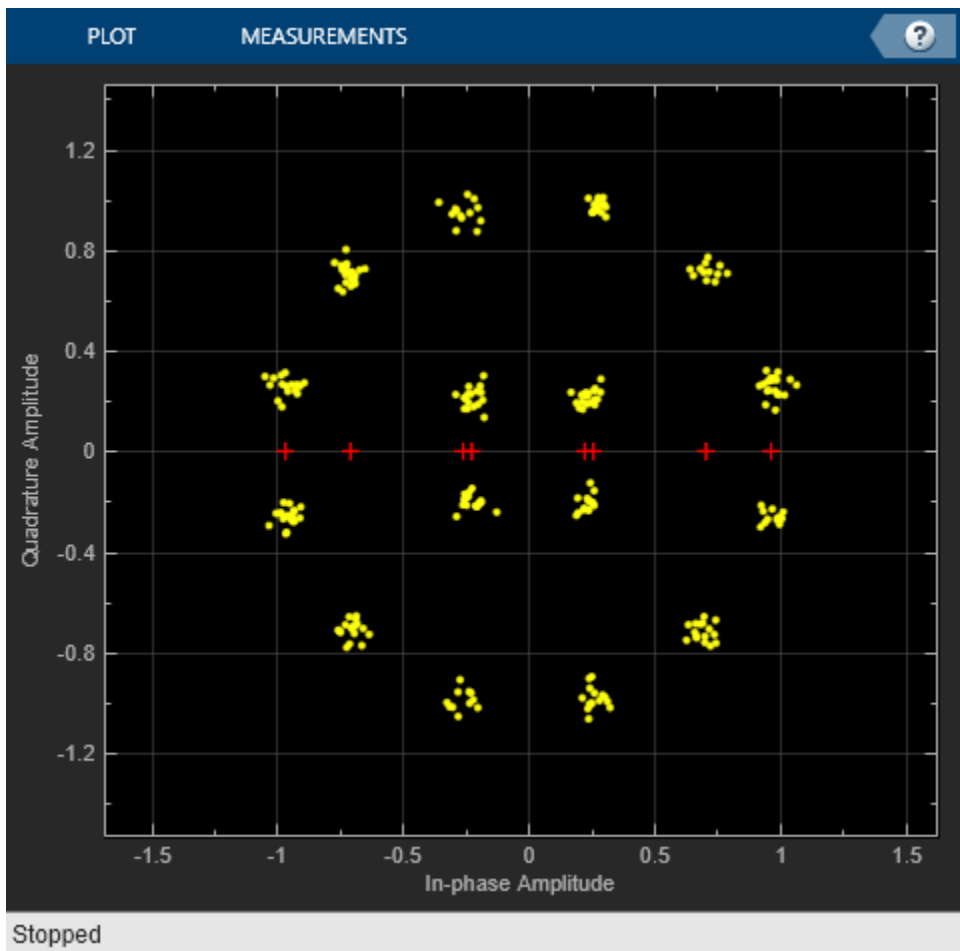 PLOT MEASUREMENTS ?
1.2
0.8
0.4
0
-0.4
-0.8
-1.2
Quadrature Amplitude
-1.5 -1 -0.5 0 0.5 1 1.5
In-phase Amplitude
Stopped